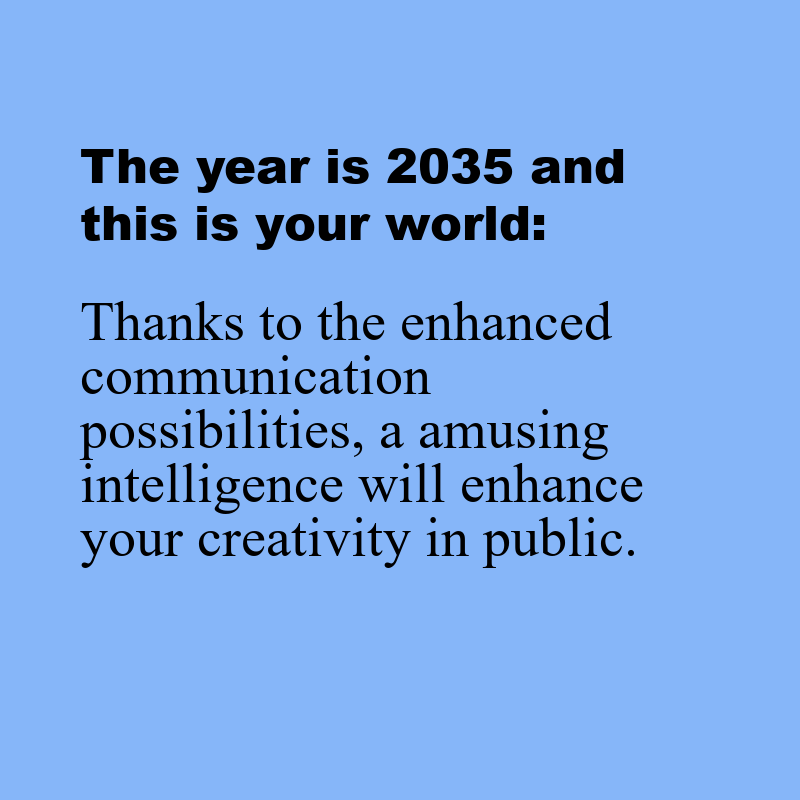 The year is 2035 and
this is your world:
Thanks to the enhanced
communication
possibilities, a amusing
intelligence will enhance
your creativity in public.